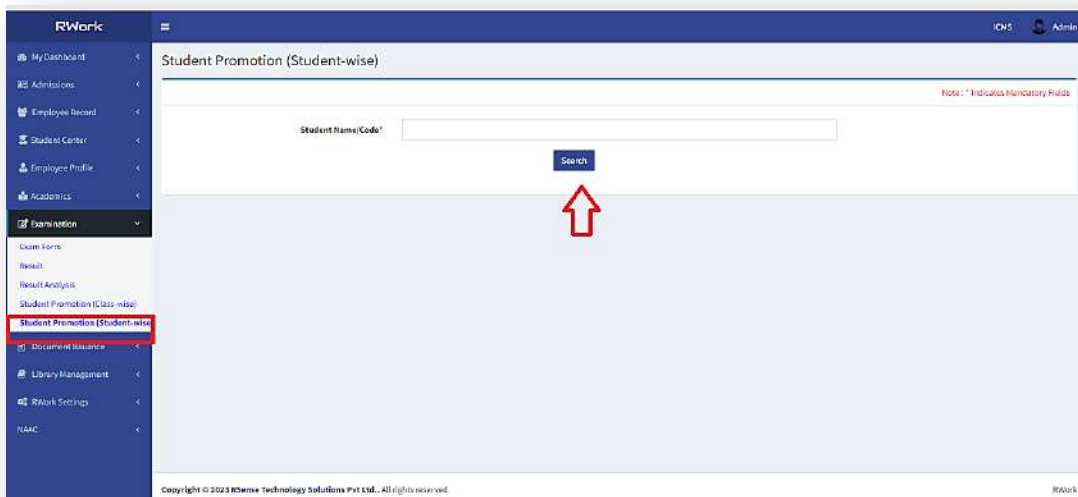 RWork
ICNS Admin
My Dashboard
Admissions
Employee Record
Student Center
Employee Profile
Academics
Examination
Exam Form
Result
Result Analysis
Student Promotion (Class-wise)
Student Promotion (Student-wise
Document Issuance
Library Management
RWork Settings
NAAC
Student Promotion (Student-wise)
Note : * Indicates Mandatory Fields
Student Name/Code*
Search
Copyright © 2023 RSense Technology Solutions Pvt Ltd.. All rights reserved.
RWork